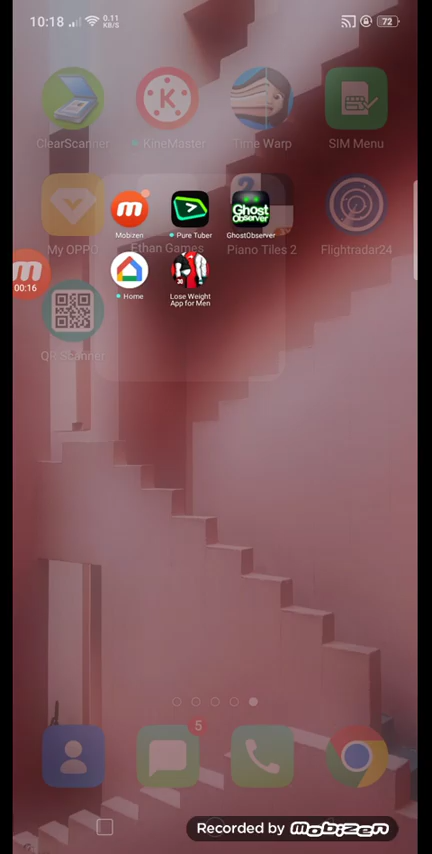 10:18
0.11
KB/S
72
ClearScanner
KineMaster
Time Warp
SIM Menu
Mobizen
Pure Tuber
Ghost
Observer
GhostObserver
My OPPO
Ethan Games
Piano Tiles 2
Flightradar24
00:16
Home
Lose Weight
App for Men
QR Scanner
5
Recorded by Mobizen